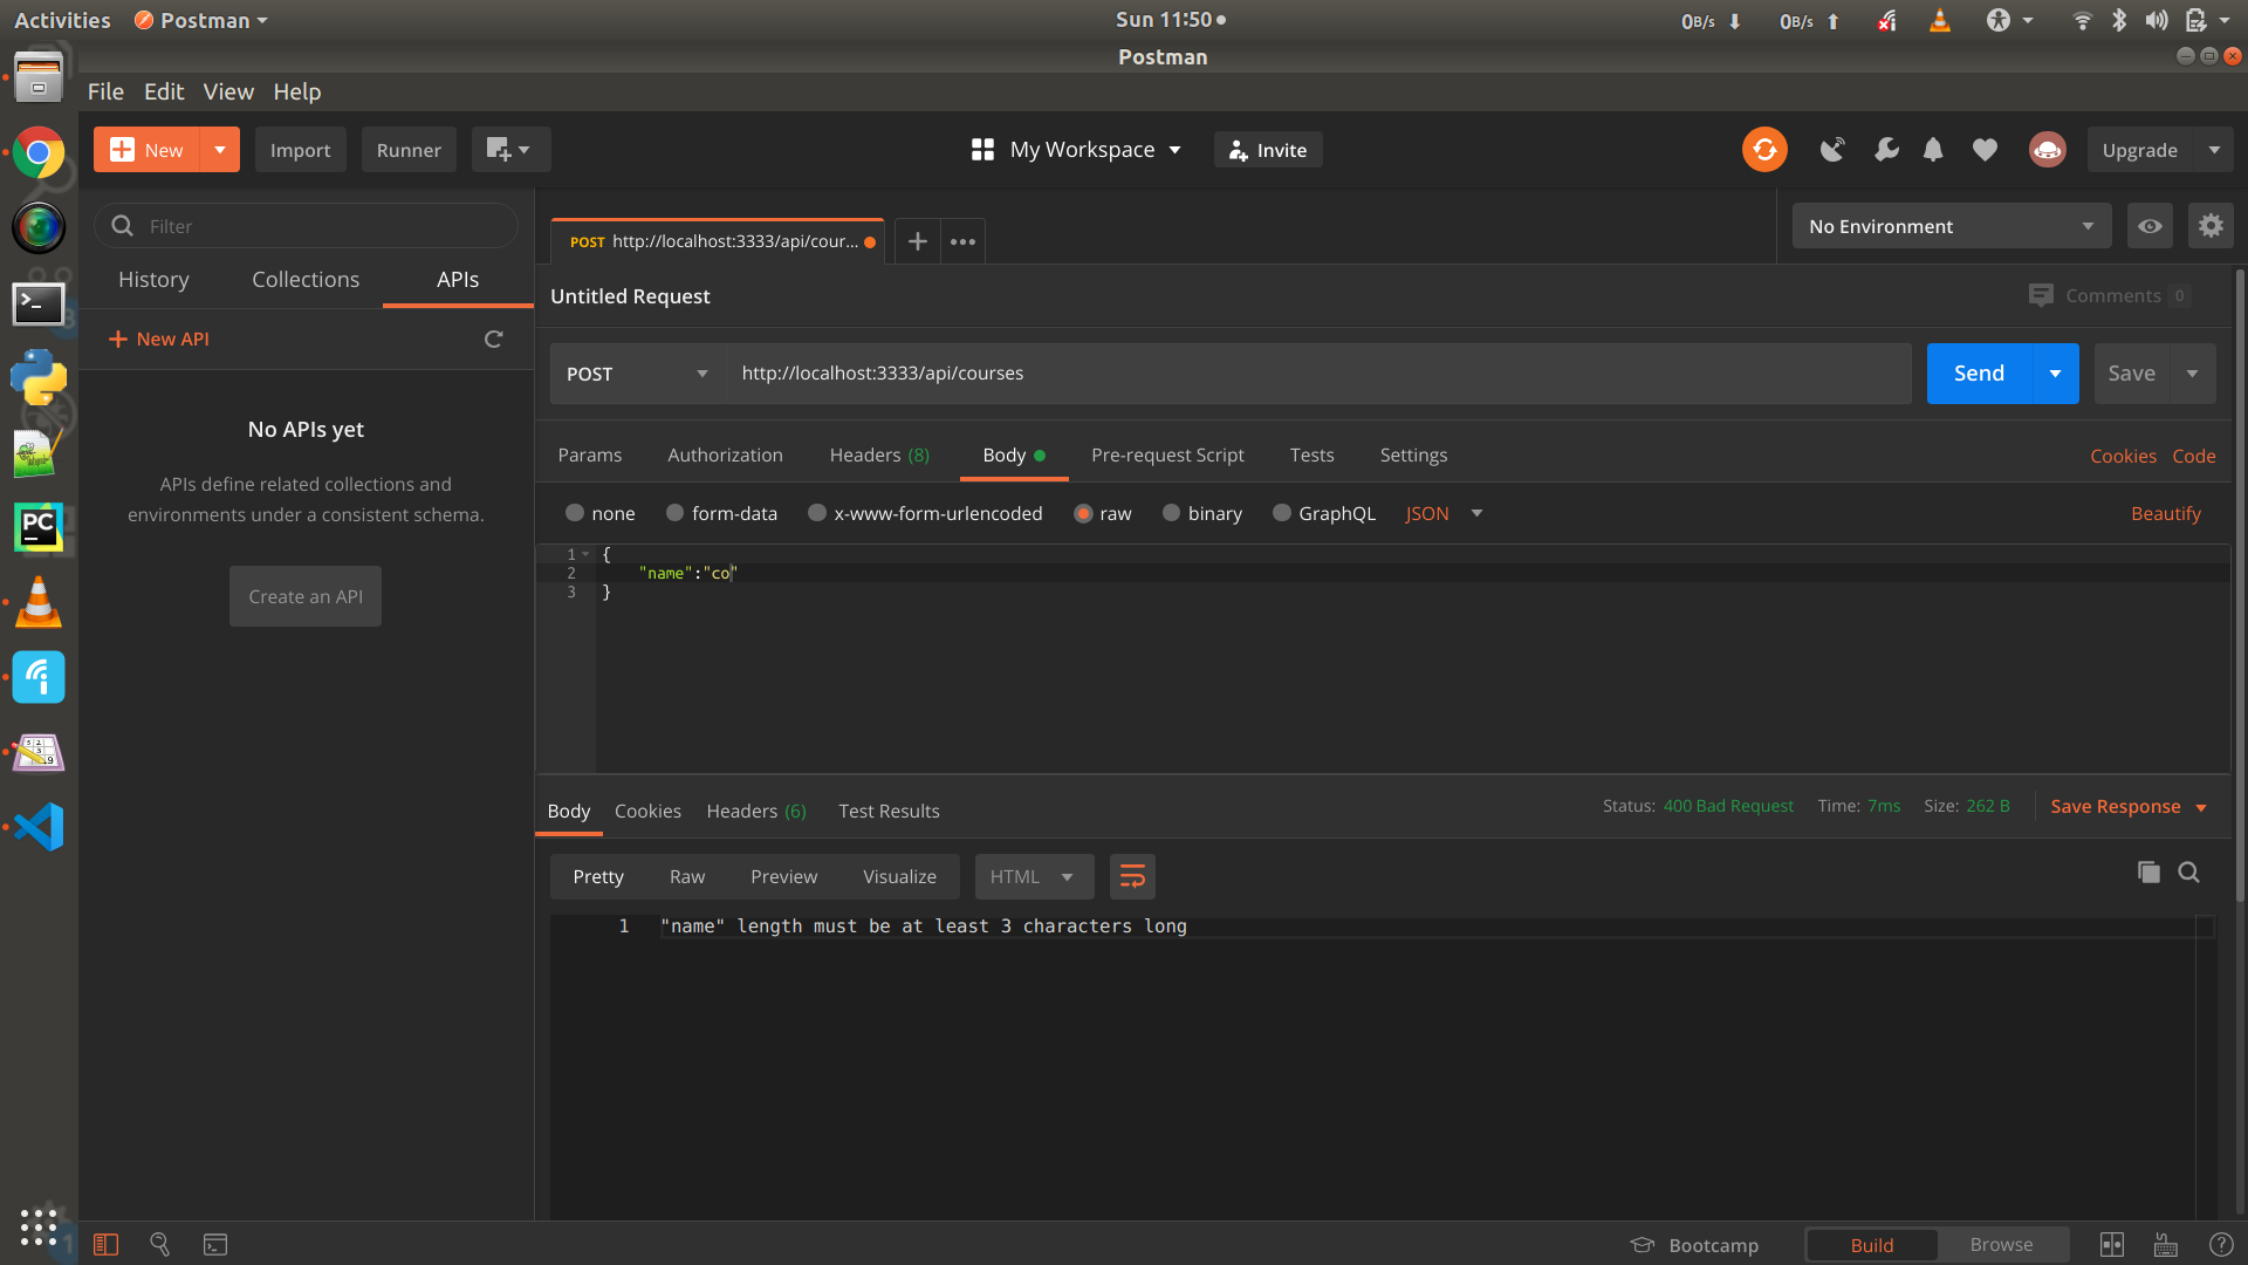 Activities Postman Sun 11:50 0B/s 0B/s
Postman
File Edit View Help
New Import Runner My Workspace Invite Upgrade
Filter
POST http://localhost:3333/api/cour... No Environment
History Collections APIs
Untitled Request Comments 0
New API
POST http://localhost:3333/api/courses Send Save
No APIs yet
APIs define related collections and
environments under a consistent schema.
Create an API
Params Authorization Headers (8) Body Pre-request Script Tests Settings Cookies Code
none form-data x-www-form-urlencoded raw binary GraphQL JSON Beautify
1 {
2 "name":"co"
3 }
Body Cookies Headers (6) Test Results Status: 400 Bad Request Time: 7ms Size: 262 B Save Response
Pretty Raw Preview Visualize HTML
1 "name" length must be at least 3 characters long
PC
Bootcamp Build Browse